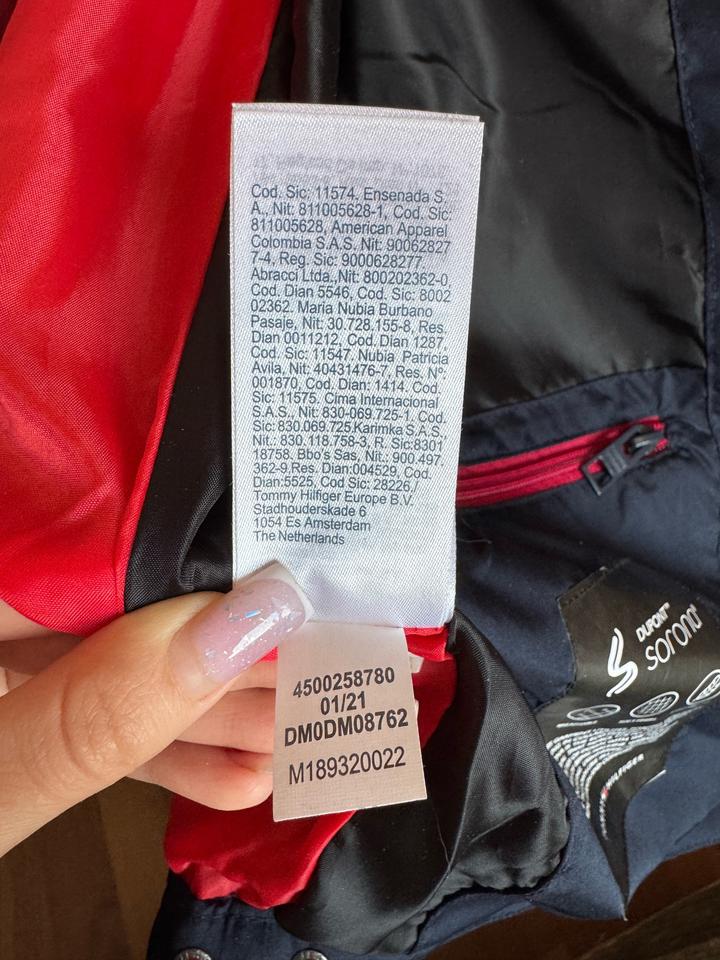 Cod. Sic: 11574. Ensenada S.
A., Nit: 811005628-1, Cod. Sic:
811005628, American Apparel
Colombia S.A.S. Nit: 90062827
7-4, Reg. Sic: 9000628277,
Abracci Ltda., Nit: 800202362-0,
Cod. Dian 5546, Cod. Sic: 8002
02362. Maria Nubia Burbano
Pasaje, Nit: 30.728.155-8, Res.
Dian 0011212, Cod. Dian 1287,
Cod. Sic: 11547. Nubia Patricia
Avila, Nit: 40431476-7, Res. Nº:
001870, Cod. Dian: 1414. Cod.
Sic: 11575. Cima Internacional
S.A.S., Nit: 830-069.725-1. Cod.
Sic: 830.069.725.Karimka S.A.S.
Nit.: 830.118.758-3, R. Sic:8301
18758. Bbo's Sas, Nit: 900.497.
362-9.Res. Dian:004529, Cod.
Dian:5525, Cod Sic: 28226./
Tommy Hilfiger Europe B.V.
Stadhouderskade 6
1054 Es Amsterdam
The Netherlands
4500258780
01/21
DM0DM08762
M189320022
DUPONT
sorona
HILFIGER